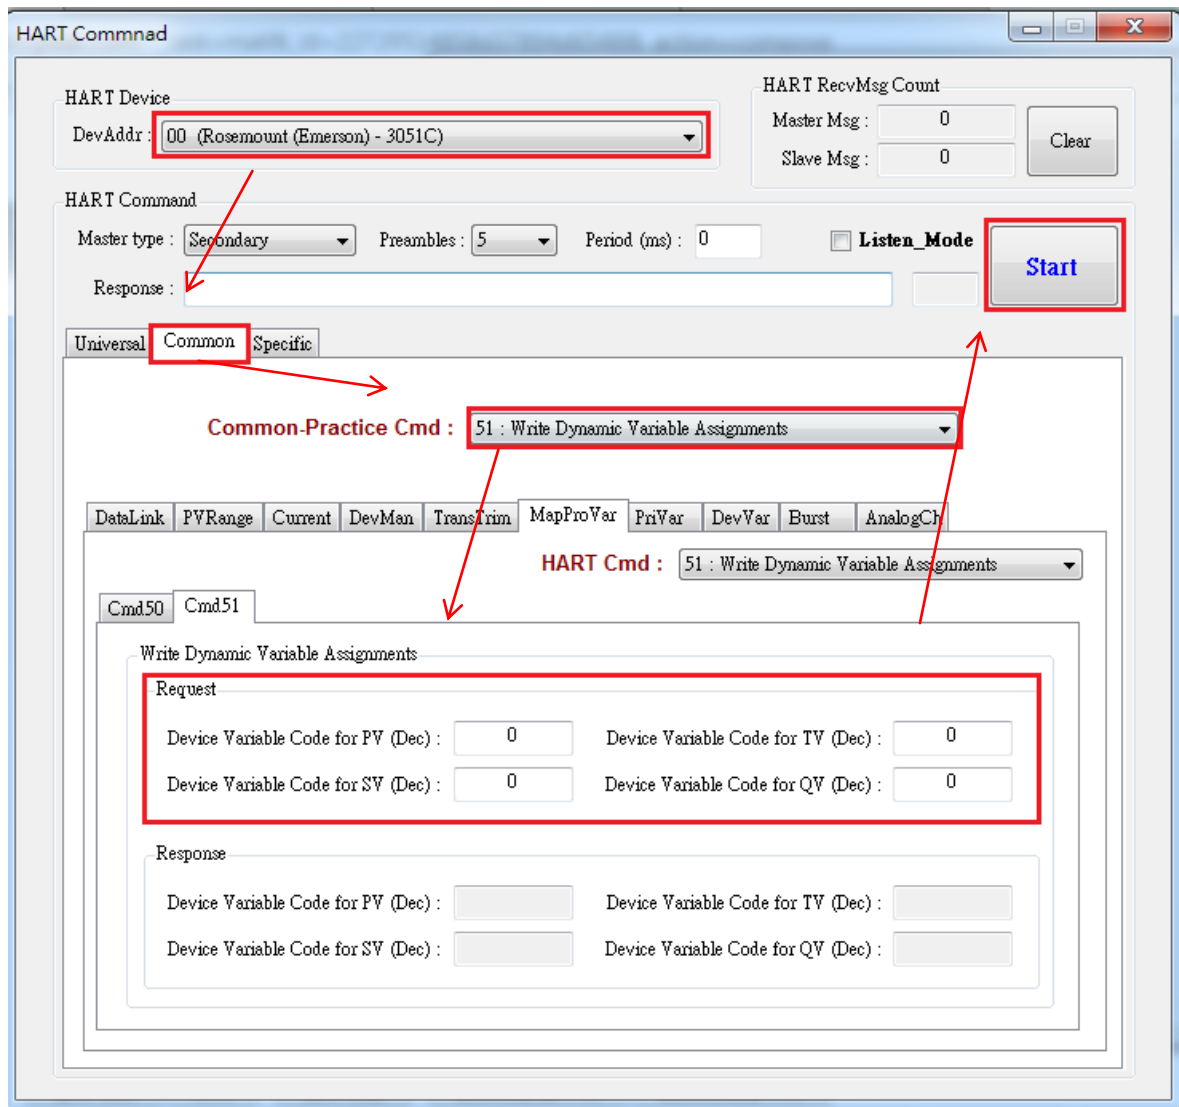 HART Commnad
HART Device
DevAddr : 00 (Rosemount (Emerson) - 3051C)
HART RecvMsg Count
Master Msg : 0
Slave Msg : 0
Clear
HART Command
Master type : Secondary Preambles : 5 Period (ms) : 0 Listen_Mode
Start
Response :
Universal Common Specific
Common-Practice Cmd : 51 : Write Dynamic Variable Assignments
DataLink PVRange Current DevMan TransTrim MapProVar PriVar DevVar Burst AnalogCh
HART Cmd : 51 : Write Dynamic Variable Assignments
Cmd50 Cmd51
Write Dynamic Variable Assignments
Request
Device Variable Code for PV (Dec) : 0 Device Variable Code for TV (Dec) : 0
Device Variable Code for SV (Dec) : 0 Device Variable Code for QV (Dec) : 0
Response
Device Variable Code for PV (Dec) : Device Variable Code for TV (Dec) :
Device Variable Code for SV (Dec) : Device Variable Code for QV (Dec) :